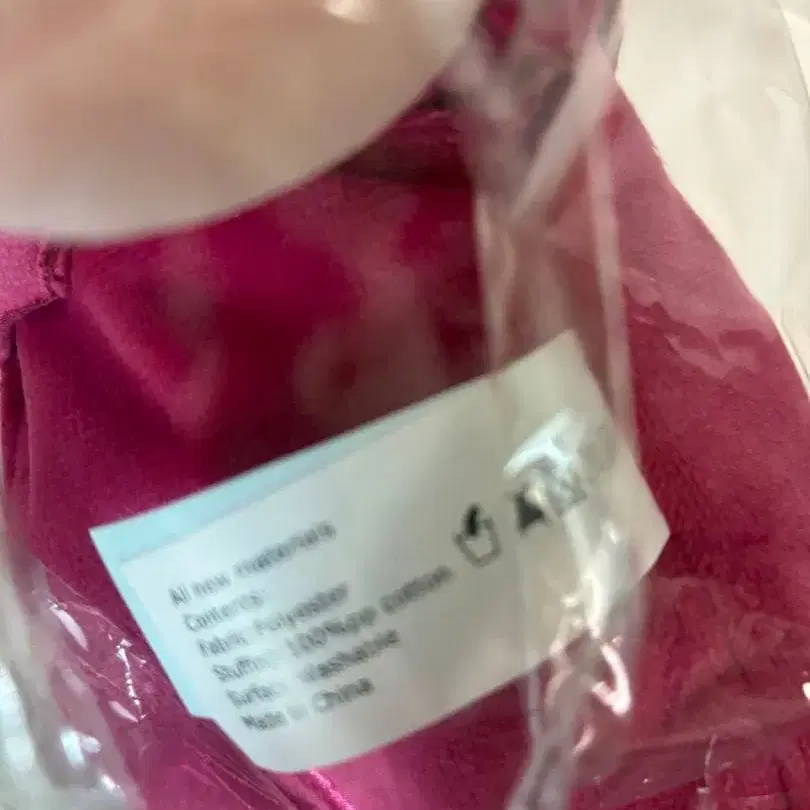 All new materials
Contents:
Fabric Polyester
Stuffing 100%pp cotton
Surface washable
Made in China